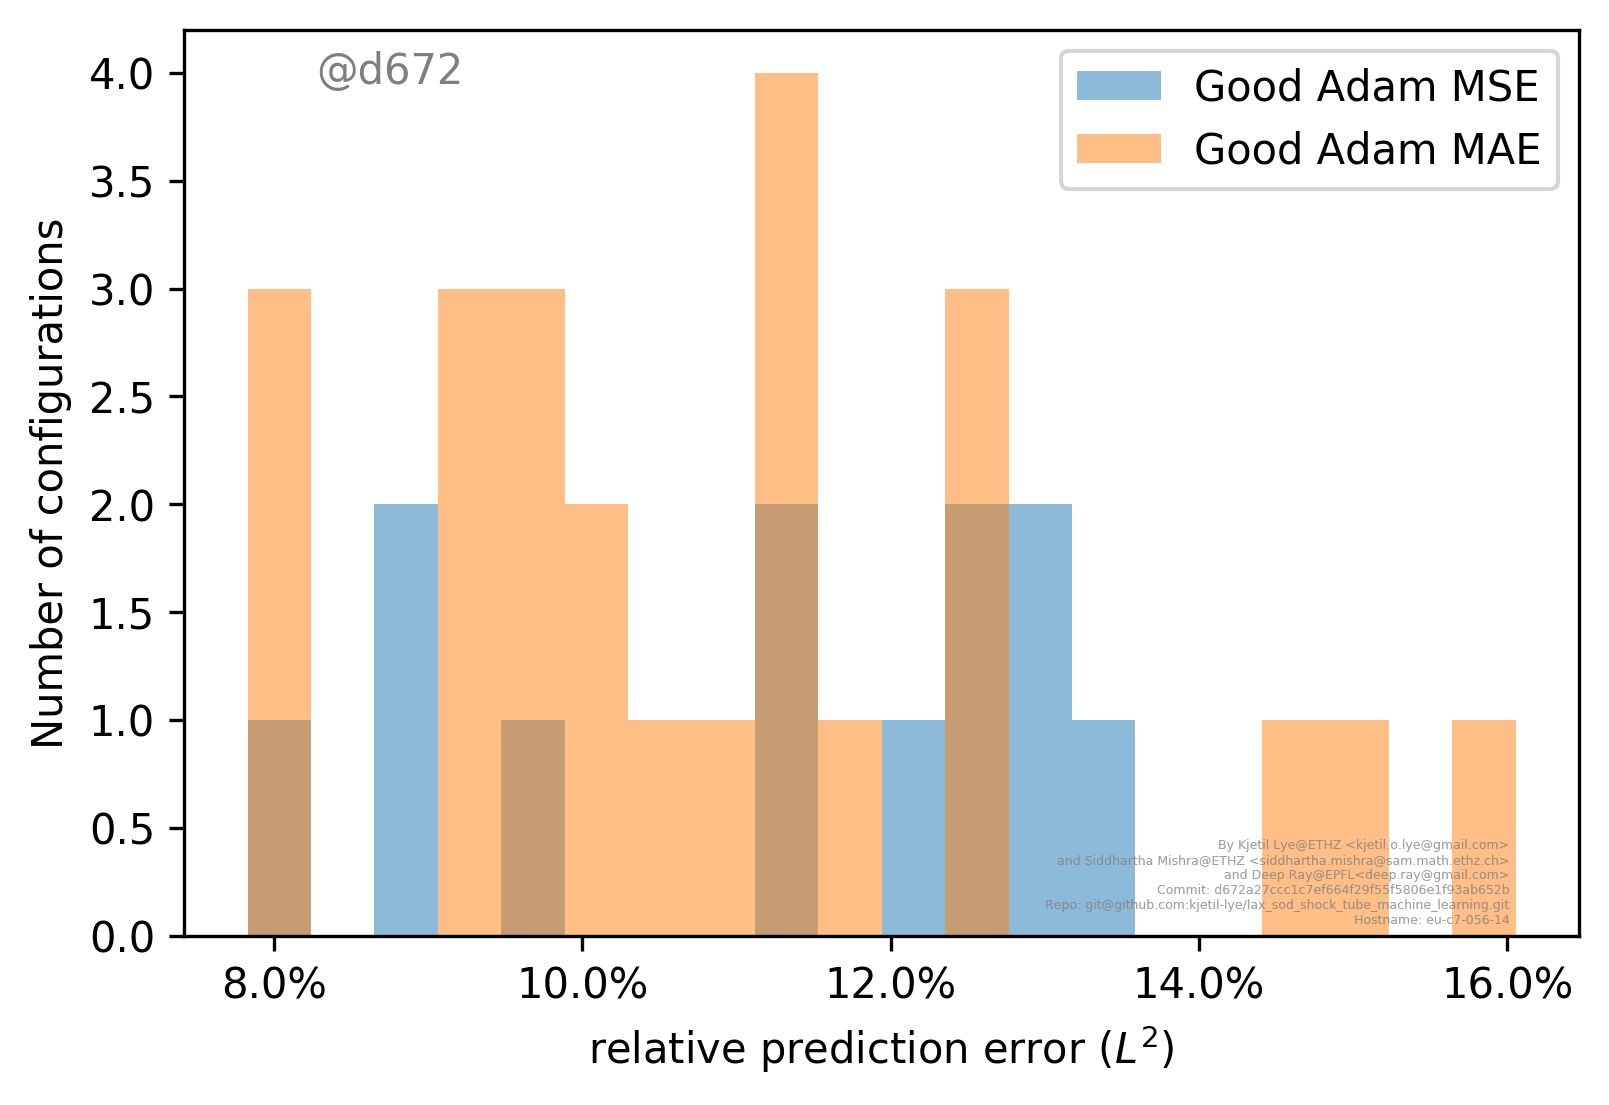 @d672
Good Adam MSE
Good Adam MAE
4.0
3.5
3.0
2.5
2.0
1.5
1.0
0.5
0.0
Number of configurations
By Kjetil Lye@ETHZ <kjetil.o.lye@gmail.com>
and Siddhartha Mishra@ETHZ <siddhartha.mishra@sam.math.ethz.ch>
and Deep Ray@EPFL<deep.ray@gmail.com>
Commit: d672a27ccc1c7ef664f29f55f5806e1f93ab652b
Repo: git@github.com:kjetil-lye/lax_sod_shock_tube_machine_learning.git
Hostname: eu-c7-056-14
8.0% 10.0% 12.0% 14.0% 16.0%
relative prediction error (L²)